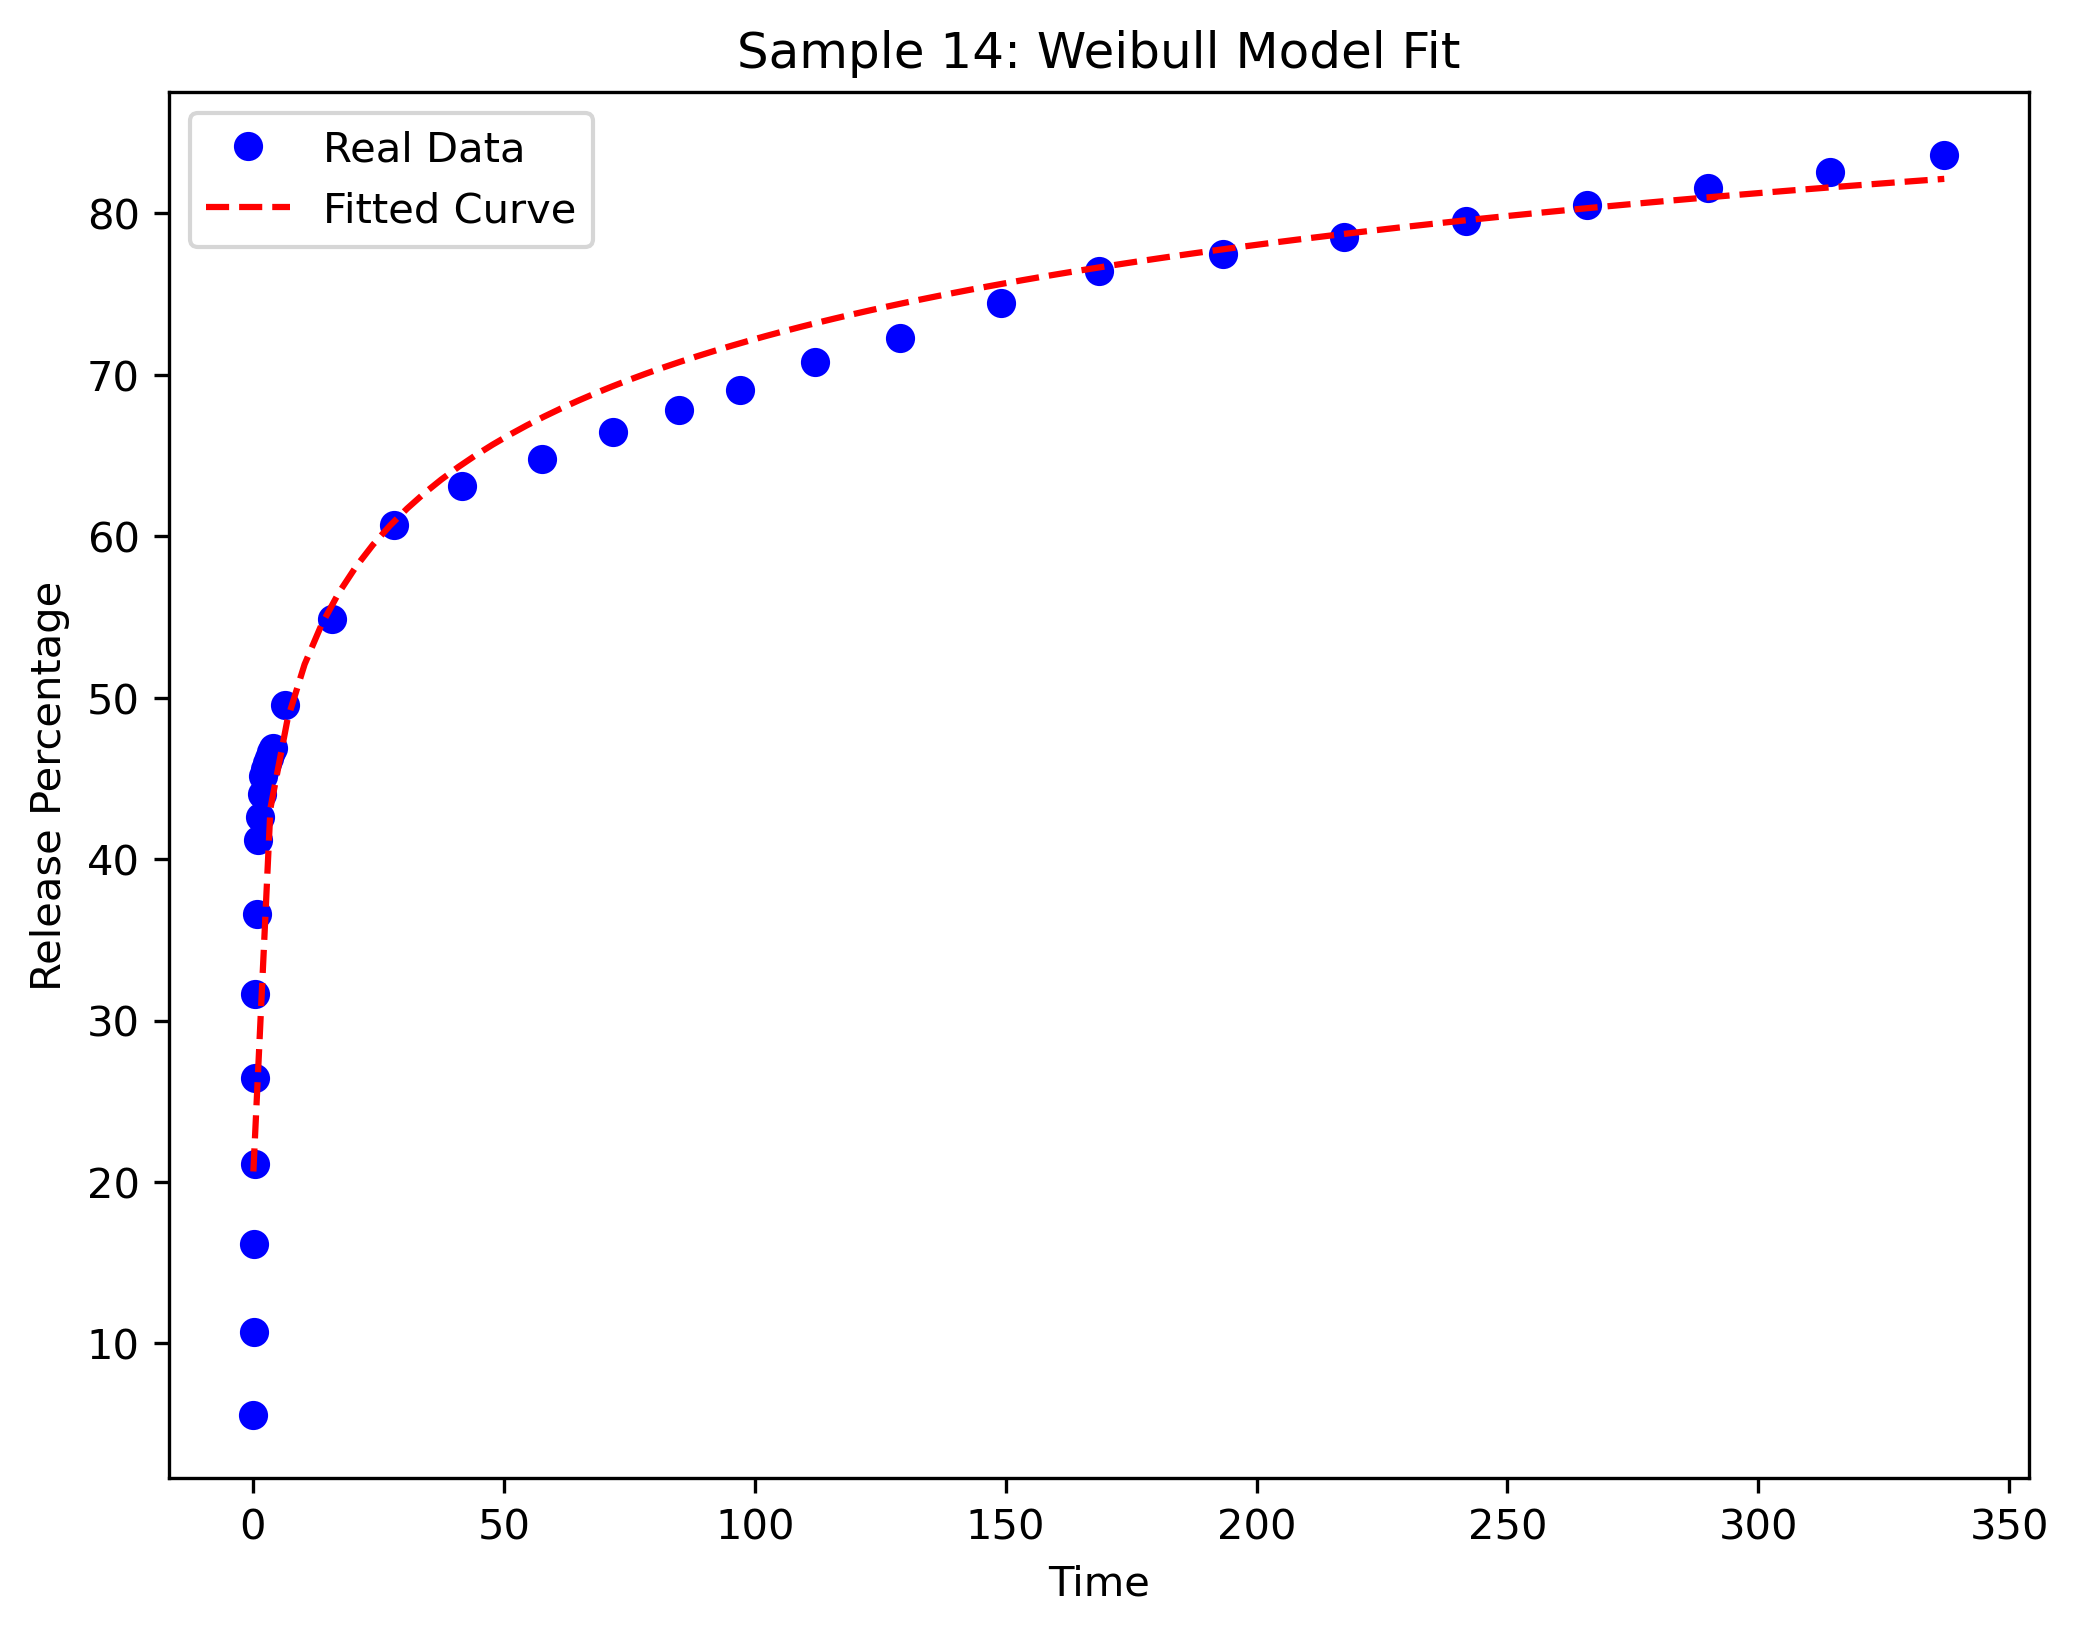 Sample 14: Weibull Model Fit
Real Data
Fitted Curve
80
70
60
50
40
30
20
10
Release Percentage
0 50 100 150 200 250 300 350
Time